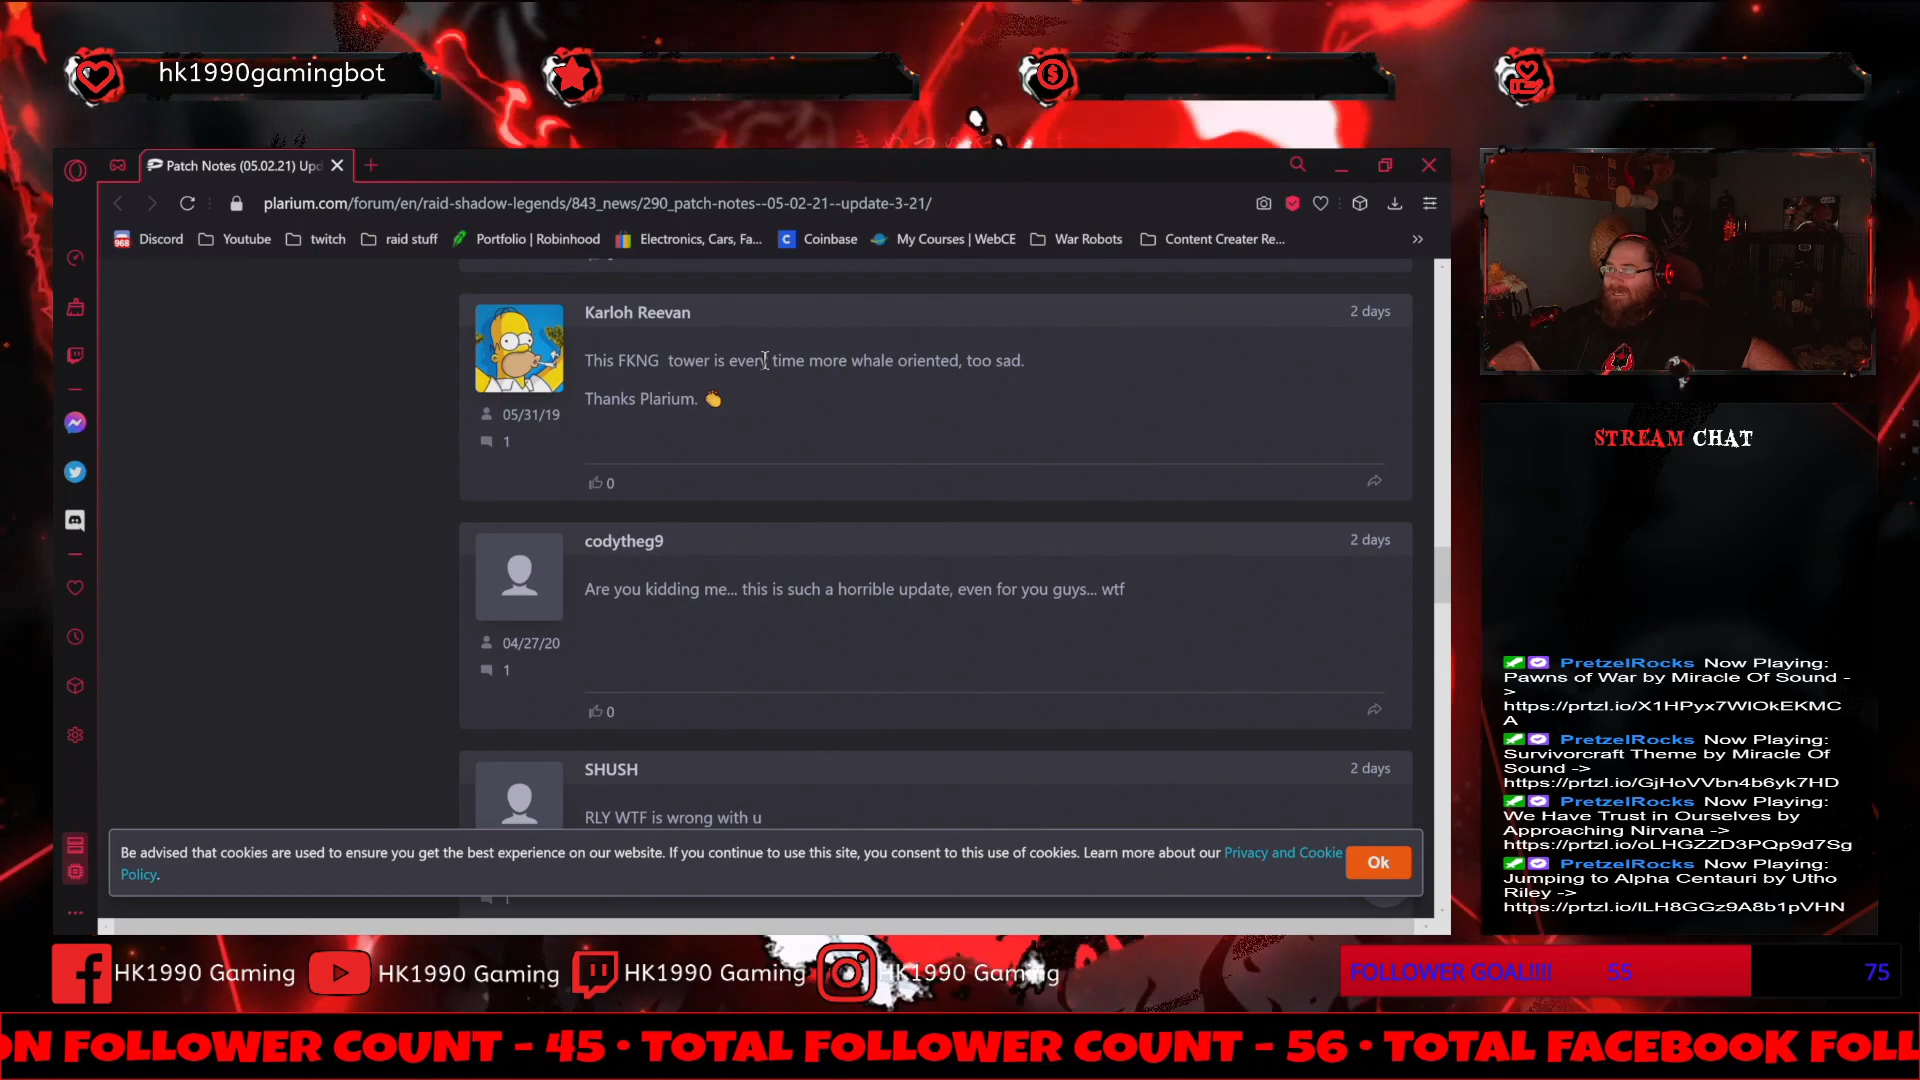 hk1990gamingbot
Patch Notes (05.02.21) Upd
plarium.com/forum/en/raid-shadow-legends/843_news/290_patch-notes--05-02-21--update-3-21/
968 Discord Youtube twitch raid stuff Portfolio | Robinhood Electronics, Cars, Fa... Coinbase My Courses | WebCE War Robots Content Creater Re...
Karloh Reevan 2 days
This FKNG tower is every time more whale oriented, too sad.
Thanks Plarium.
05/31/19
1
0
codytheg9 2 days
Are you kidding me... this is such a horrible update, even for you guys... wtf
04/27/20
1
0
SHUSH 2 days
RLY WTF is wrong with u
Be advised that cookies are used to ensure you get the best experience on our website. If you continue to use this site, you consent to this use of cookies. Learn more about our Privacy and Cookie
Policy.
Ok
1
STREAM CHAT
PretzelRocks Now Playing:
Pawns of War by Miracle Of Sound -
>
https://prtzl.io/X1HPyx7WlOkEKMC
A
PretzelRocks Now Playing:
Survivorcraft Theme by Miracle Of
Sound ->
https://prtzl.io/GjHoVVbn4b6yk7HD
PretzelRocks Now Playing:
We Have Trust in Ourselves by
Approaching Nirvana ->
https://prtzl.io/oLHGZZD3PQp9d7Sg
PretzelRocks Now Playing:
Jumping to Alpha Centauri by Utho
Riley ->
https://prtzl.io/lLH8GGz9A8b1pVHN
HK1990 Gaming HK1990 Gaming HK1990 Gaming HK1990 Gaming
FOLLOWER GOAL!!!! 55 75
ON FOLLOWER COUNT - 45 • TOTAL FOLLOWER COUNT - 56 • TOTAL FACEBOOK FOLL